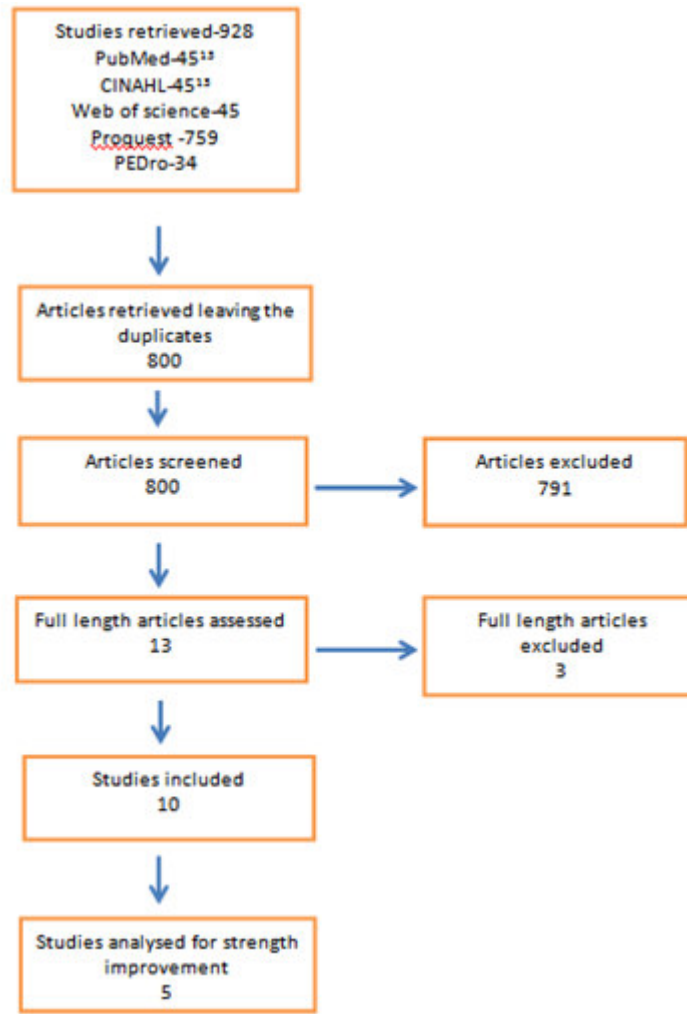 Studies retrieved-928
PubMed-45¹³
CINAHL-45¹³
Web of science-45
Proquest -759
PEDro-34
Articles retrieved leaving the
duplicates
800
Articles screened
800
Articles excluded
791
Full length articles assessed
13
Full length articles
excluded
3
Studies included
10
Studies analysed for strength
improvement
5